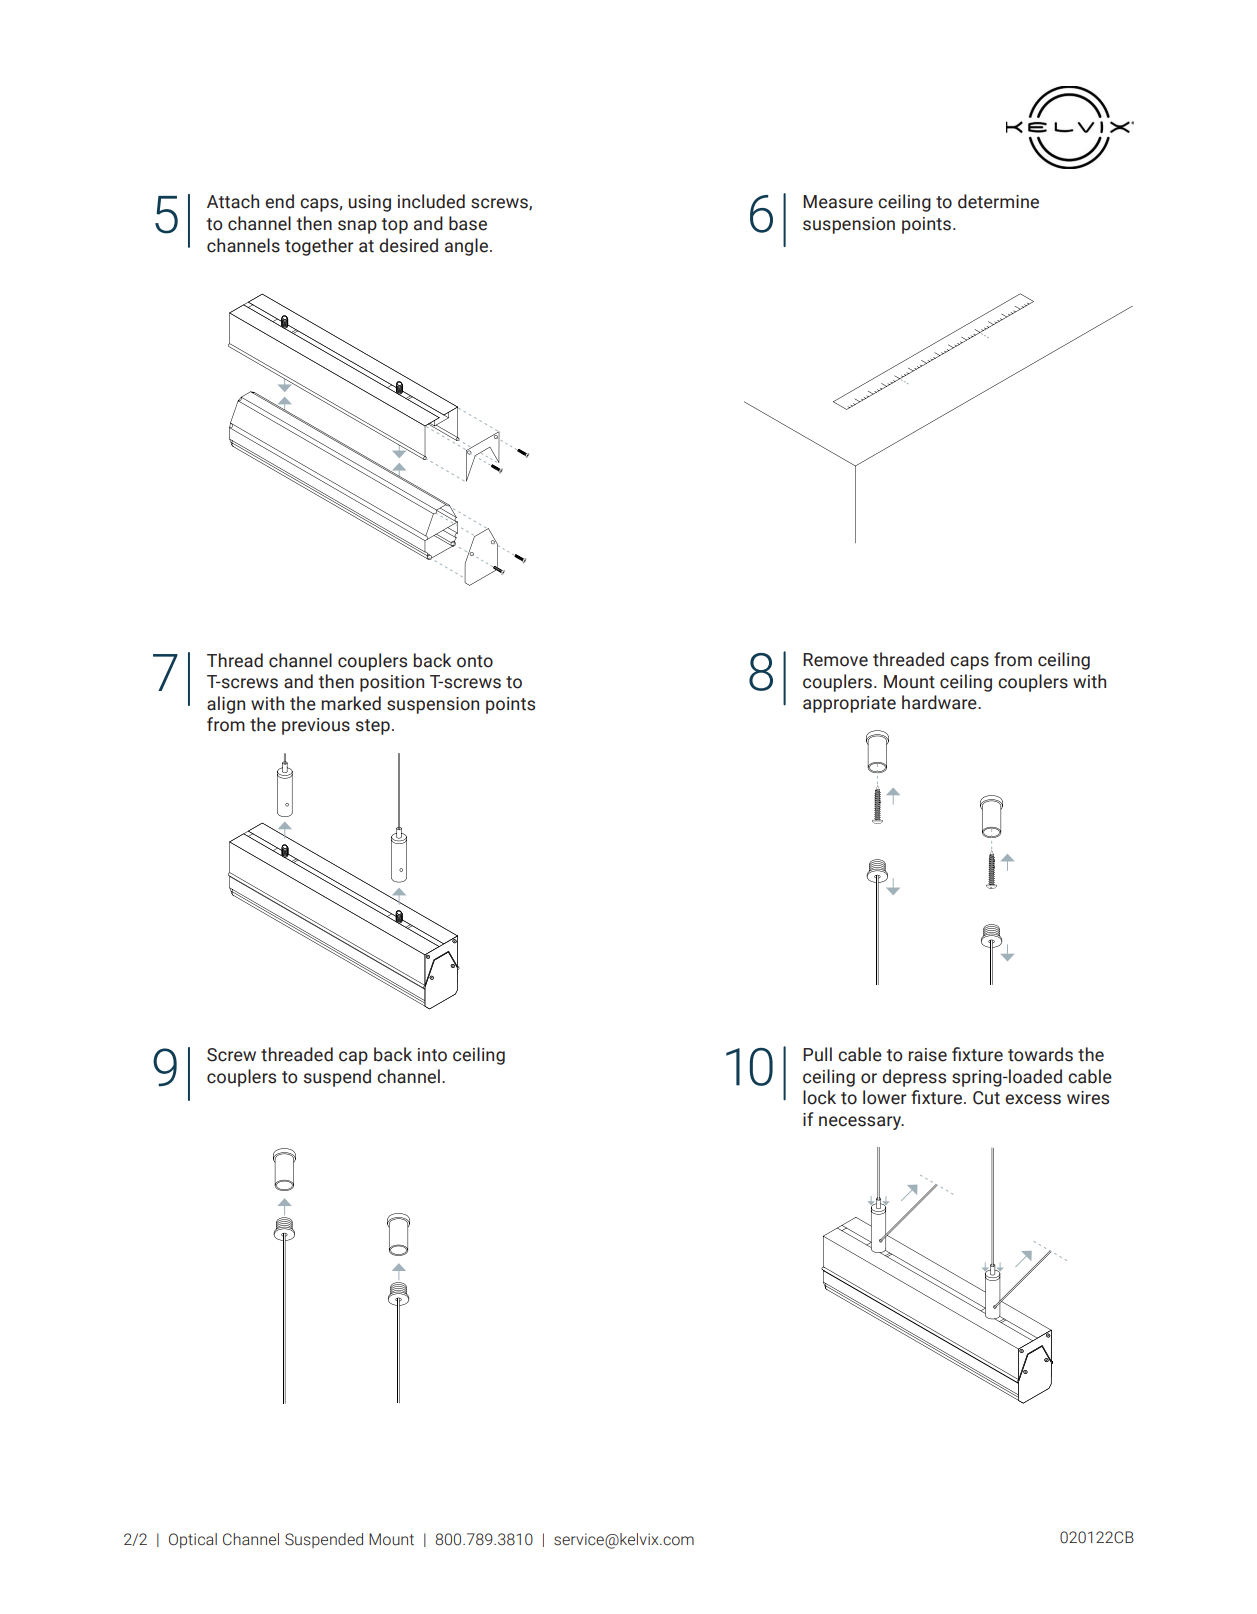 KELVIX
5
Attach end caps, using included screws,
to channel then snap top and base
channels together at desired angle.
6
Measure ceiling to determine
suspension points.
7
Thread channel couplers back onto
T-screws and then position T-screws to
align with the marked suspension points
from the previous step.
8
Remove threaded caps from ceiling
couplers. Mount ceiling couplers with
appropriate hardware.
9
Screw threaded cap back into ceiling
couplers to suspend channel.
10
Pull cable to raise fixture towards the
ceiling or depress spring-loaded cable
lock to lower fixture. Cut excess wires
if necessary.
2/2 | Optical Channel Suspended Mount | 800.789.3810 | service@kelvix.com
020122CB